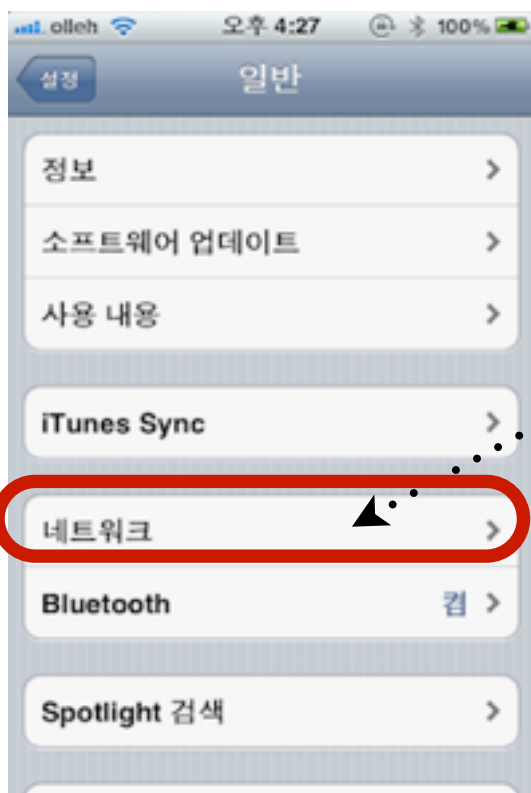 olleh 오후 4:27 100%
설정 일반
정보
소프트웨어 업데이트
사용 내용
iTunes Sync
네트워크
Bluetooth 켬
Spotlight 검색